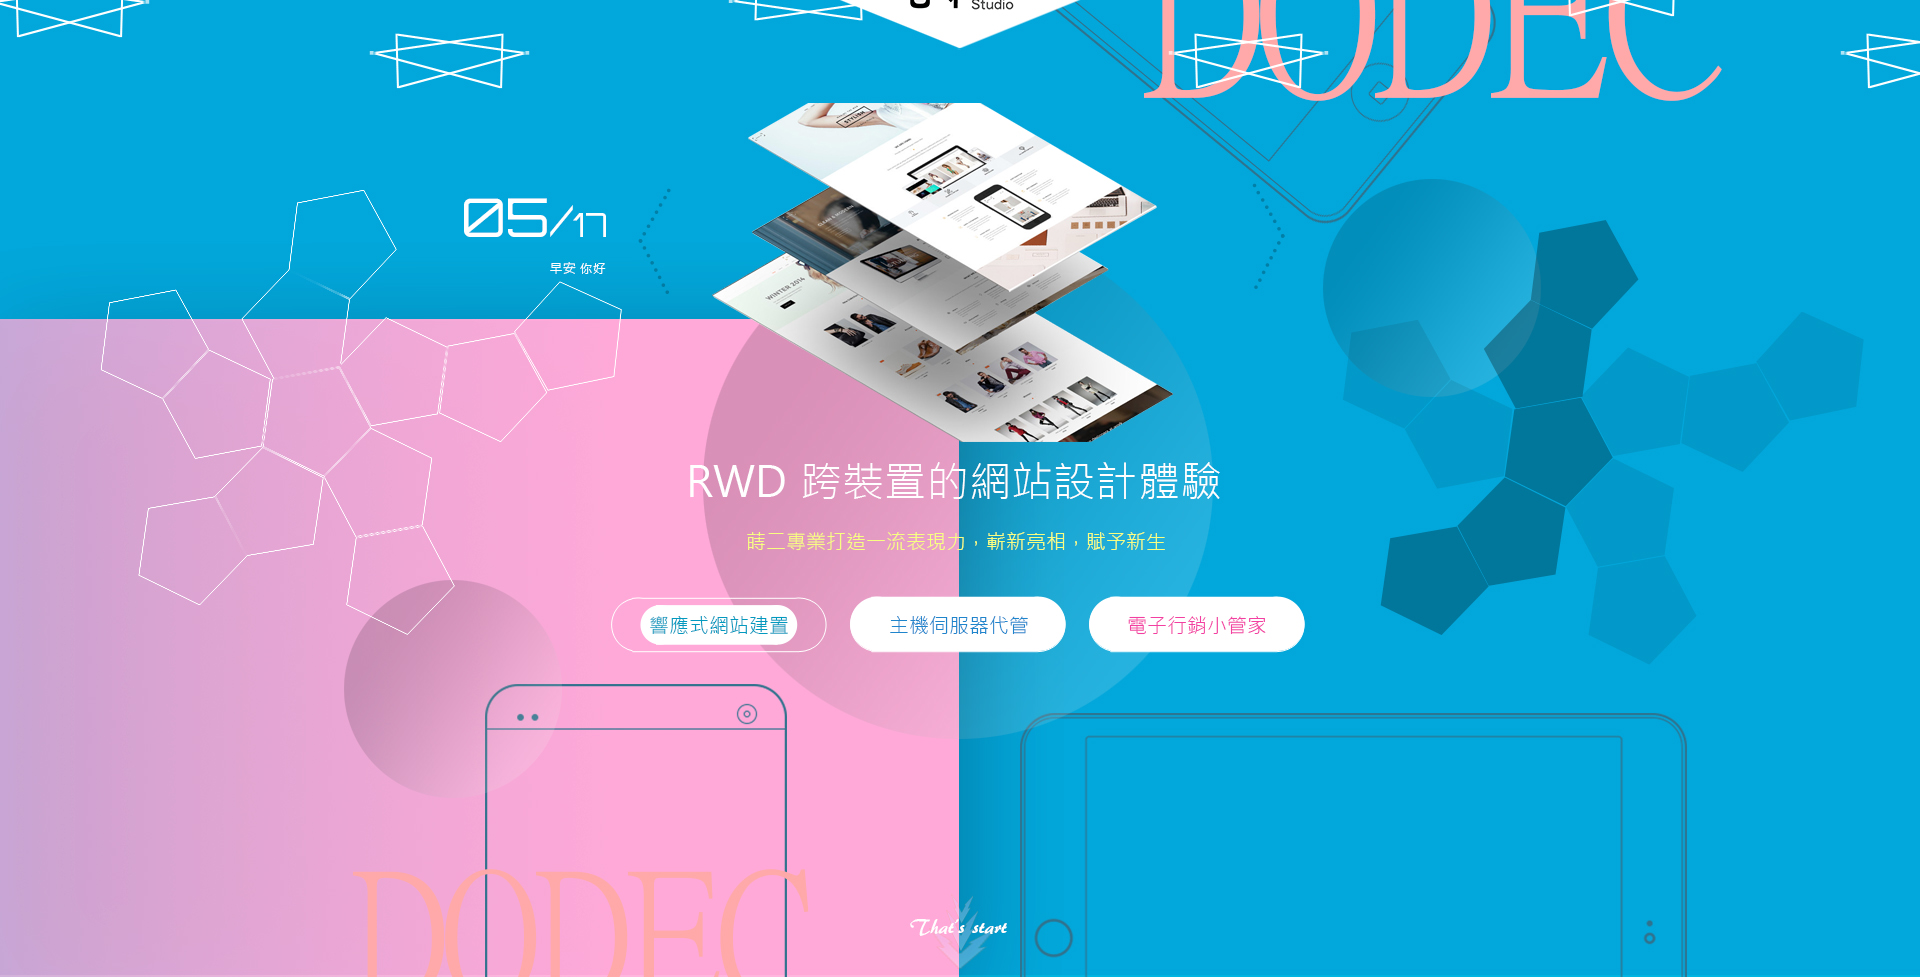 Studio
DODEC
05/17
早安 你好
STYLISH
WINTER 2014
RWD 跨裝置的網站設計體驗
蒔二專業打造一流表現力，嶄新亮相，賦予新生
響應式網站建置
主機伺服器代管
電子行銷小管家
DODEC
That's start